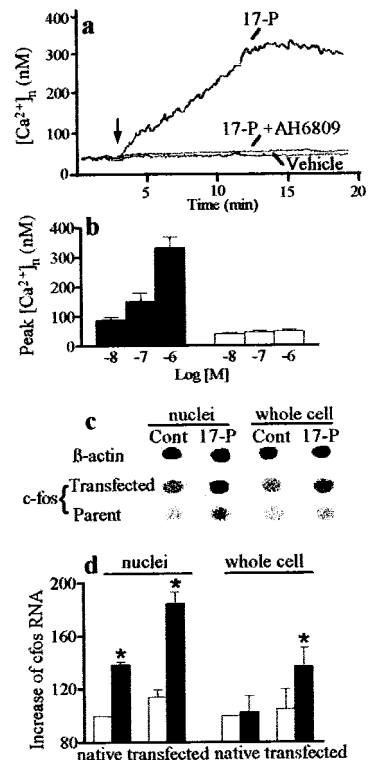 a
17-P
[Ca2+]n (nM)
400
300
200
100
0
17-P +AH6809
Vehicle
5 10 15 20
Time (min)
b
Peak [Ca2+]n (nM)
400
300
200
100
0
-8 -7 -6 -8 -7 -6
Log [M]
c
nuclei whole cell
Cont 17-P Cont 17-P
ß-actin
c-fos { Transfected
Parent
d
nuclei whole cell
Increase of cfos RNA
200
160
120
80
* * *
native transfected native transfected